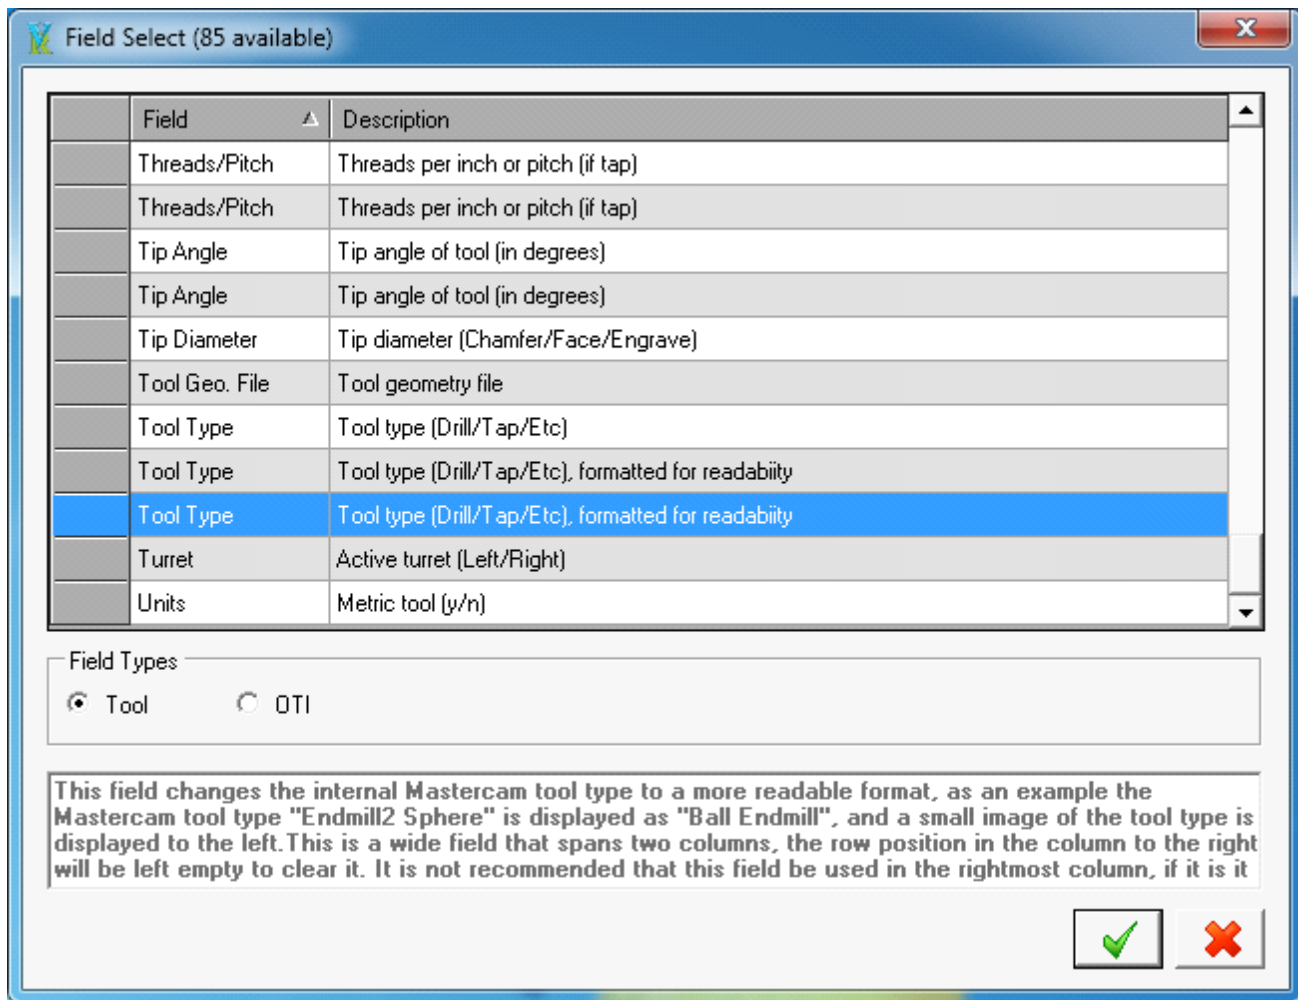 Field Select (85 available)
Field Description
Threads/Pitch Threads per inch or pitch (if tap)
Threads/Pitch Threads per inch or pitch (if tap)
Tip Angle Tip angle of tool (in degrees)
Tip Angle Tip angle of tool (in degrees)
Tip Diameter Tip diameter (Chamfer/Face/Engrave)
Tool Geo. File Tool geometry file
Tool Type Tool type (Drill/Tap/Etc)
Tool Type Tool type (Drill/Tap/Etc), formatted for readabiity
Tool Type Tool type (Drill/Tap/Etc), formatted for readabiity
Turret Active turret (Left/Right)
Units Metric tool (y/n)
Field Types
Tool OTI
This field changes the internal Mastercam tool type to a more readable format, as an example the
Mastercam tool type "Endmill2 Sphere" is displayed as "Ball Endmill", and a small image of the tool type is
displayed to the left.This is a wide field that spans two columns, the row position in the column to the right
will be left empty to clear it. It is not recommended that this field be used in the rightmost column, if it is it